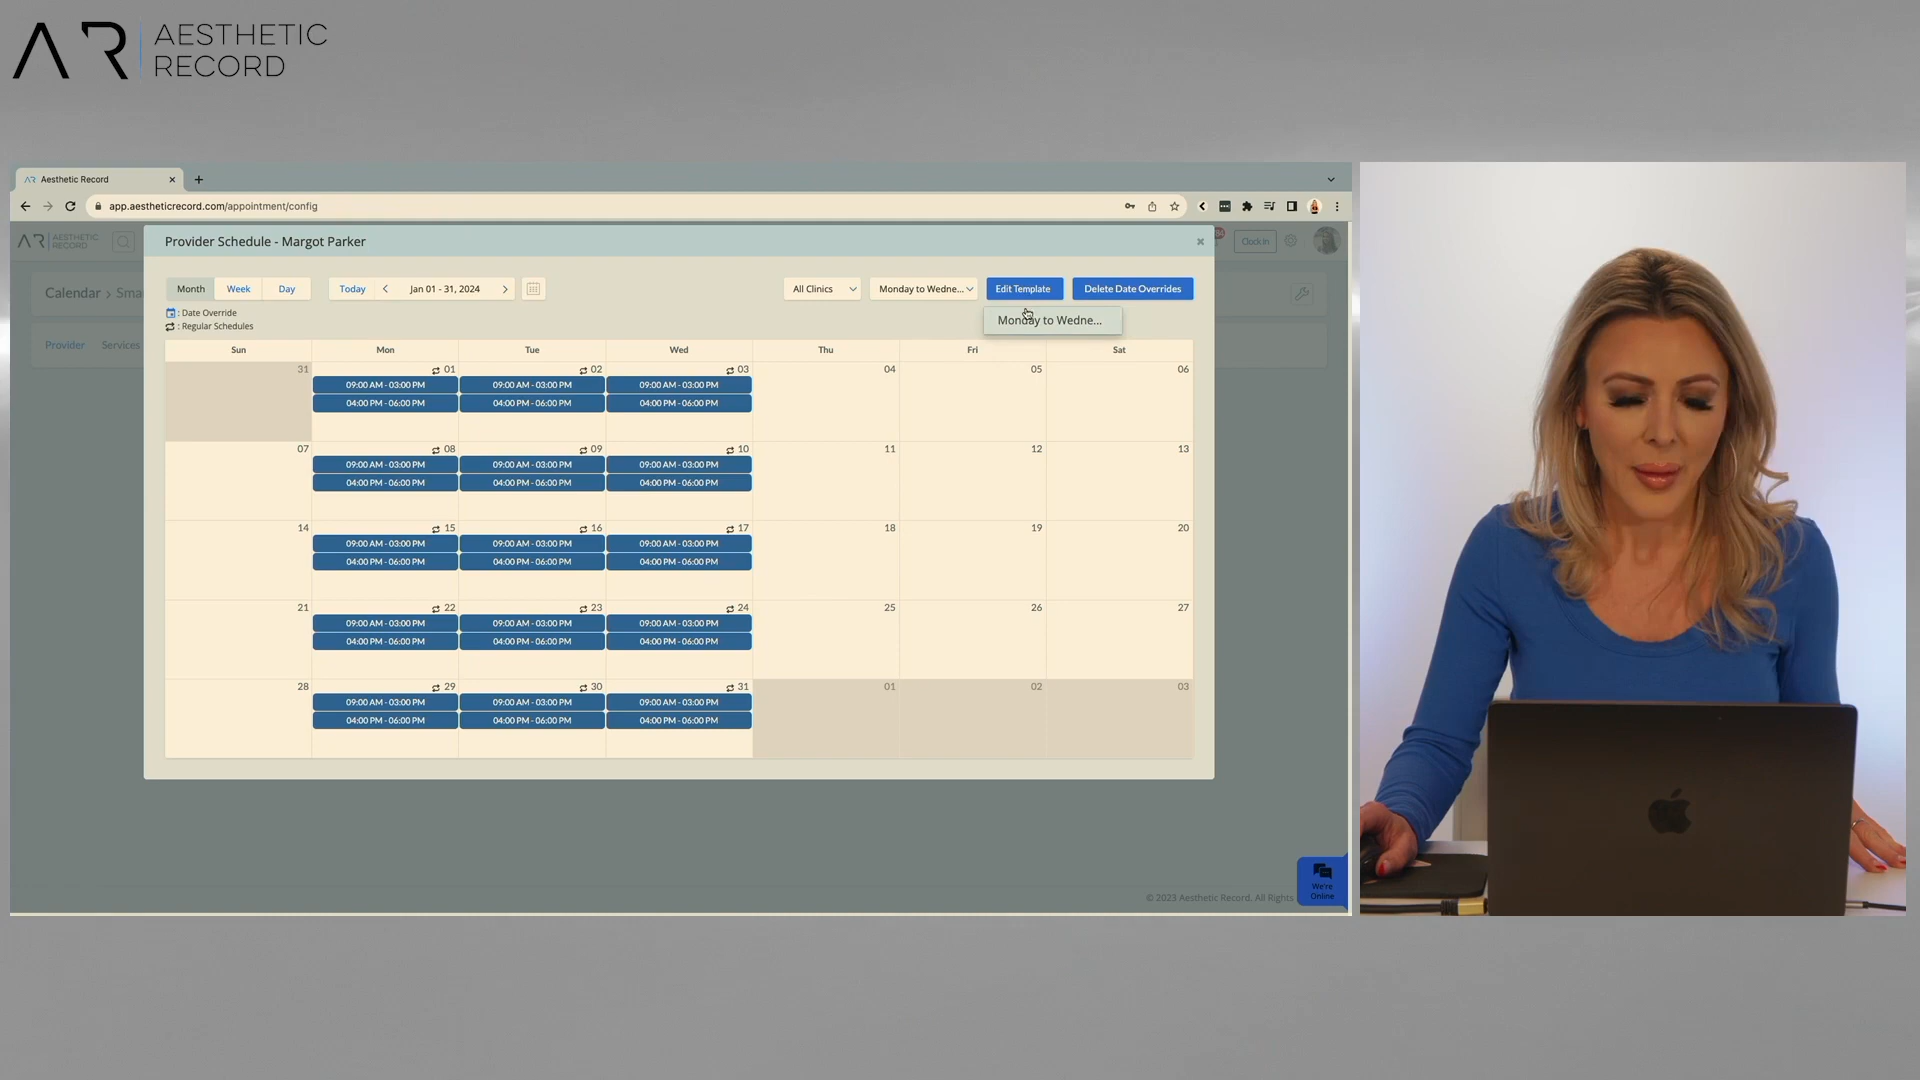 AR AESTHETIC
RECORD
Aesthetic Record
app.aestheticrecord.com/appointment/config
AR AESTHETIC
RECORD
Provider Schedule - Margot Parker
Clock In
Calendar > Sma
Month Week Day Today Jan 01 - 31, 2024 All Clinics Monday to Wedne... Edit Template Delete Date Overrides
: Date Override
: Regular Schedules
Monday to Wedne...
Provider Services
Sun Mon Tue Wed Thu Fri Sat
31 01 02 03 04 05 06
09:00 AM - 03:00 PM 09:00 AM - 03:00 PM 09:00 AM - 03:00 PM
04:00 PM - 06:00 PM 04:00 PM - 06:00 PM 04:00 PM - 06:00 PM
07 08 09 10 11 12 13
09:00 AM - 03:00 PM 09:00 AM - 03:00 PM 09:00 AM - 03:00 PM
04:00 PM - 06:00 PM 04:00 PM - 06:00 PM 04:00 PM - 06:00 PM
14 15 16 17 18 19 20
09:00 AM - 03:00 PM 09:00 AM - 03:00 PM 09:00 AM - 03:00 PM
04:00 PM - 06:00 PM 04:00 PM - 06:00 PM 04:00 PM - 06:00 PM
21 22 23 24 25 26 27
09:00 AM - 03:00 PM 09:00 AM - 03:00 PM 09:00 AM - 03:00 PM
04:00 PM - 06:00 PM 04:00 PM - 06:00 PM 04:00 PM - 06:00 PM
28 29 30 31 01 02 03
09:00 AM - 03:00 PM 09:00 AM - 03:00 PM 09:00 AM - 03:00 PM
04:00 PM - 06:00 PM 04:00 PM - 06:00 PM 04:00 PM - 06:00 PM
We're
Online
© 2023 Aesthetic Record. All Rights